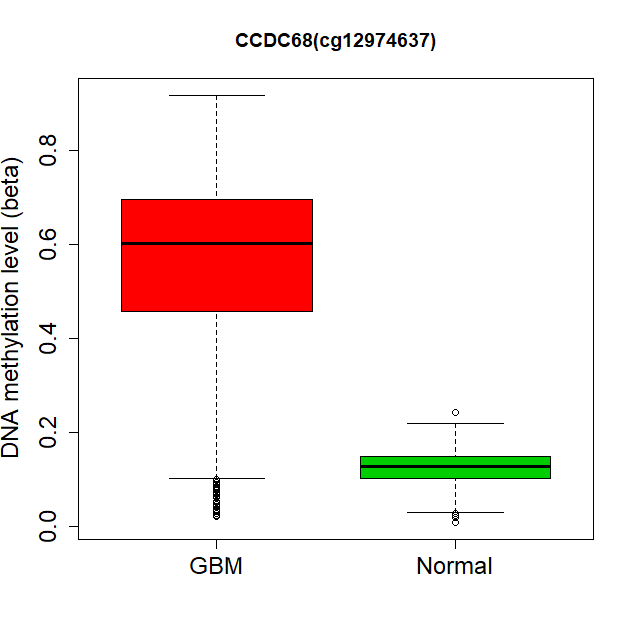 CCDC68(cg12974637)
DNA methylation level (beta)
0.8
0.6
0.4
0.2
0.0
GBM
Normal